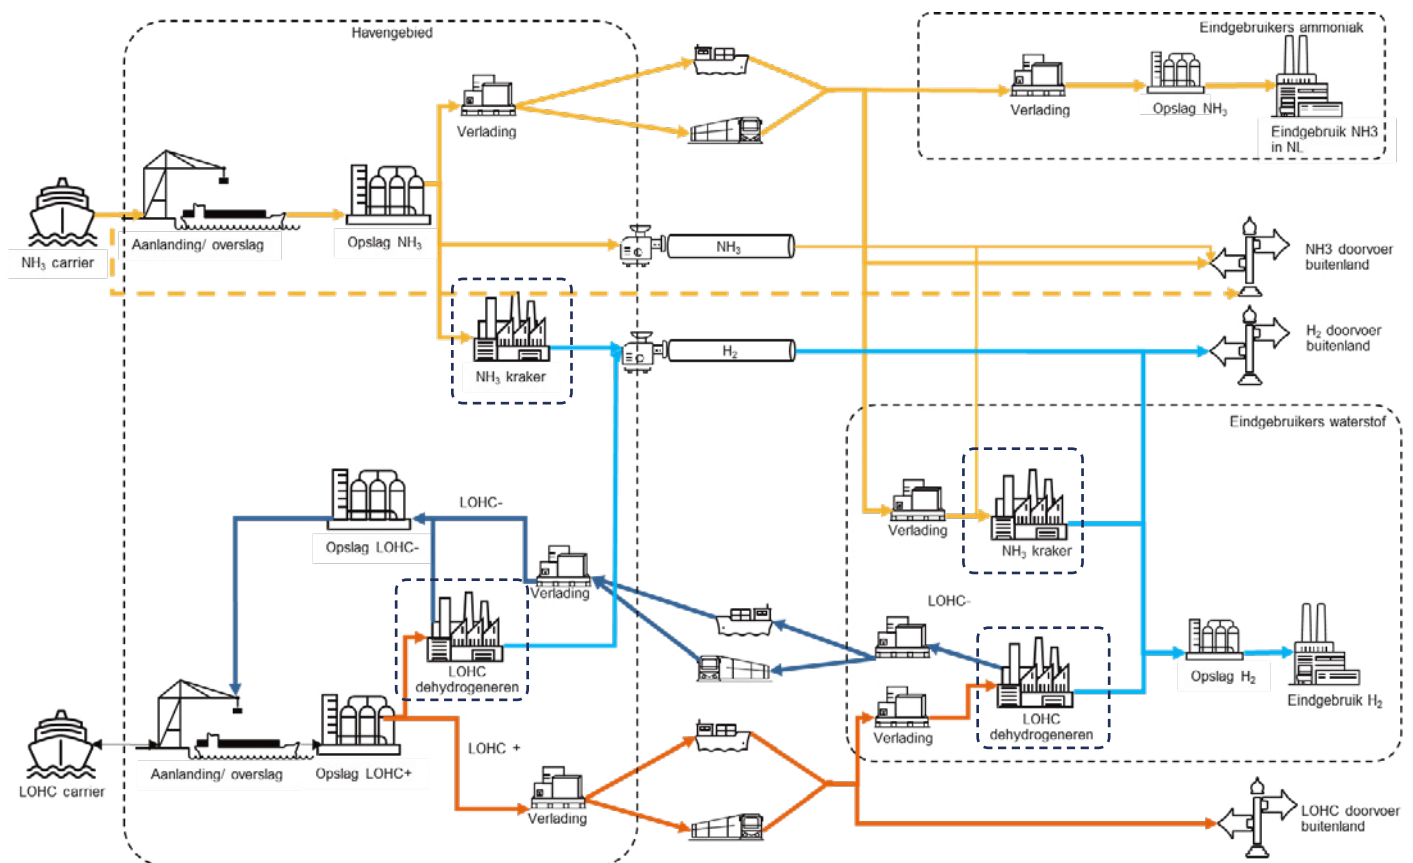 Havengebied
Eindgebruikers ammoniak
Verlading
Verlading
Opslag NH₃
Eindgebruik NH3
in NL
NH₃ carrier
Aanlanding/ overslag
Opslag NH₃
NH₃
NH3 doorvoer
buitenland
NH₃ kraker
H₂
H₂ doorvoer
buitenland
Eindgebruikers waterstof
LOHC-
Opslag LOHC-
Verlading
Verlading
NH₃ kraker
LOHC-
LOHC
dehydrogeneren
Opslag H₂
Eindgebruik H₂
Verlading
LOHC
dehydrogeneren
LOHC carrier
Aanlanding/ overslag
Opslag LOHC+
LOHC +
Verlading
LOHC doorvoer
buitenland